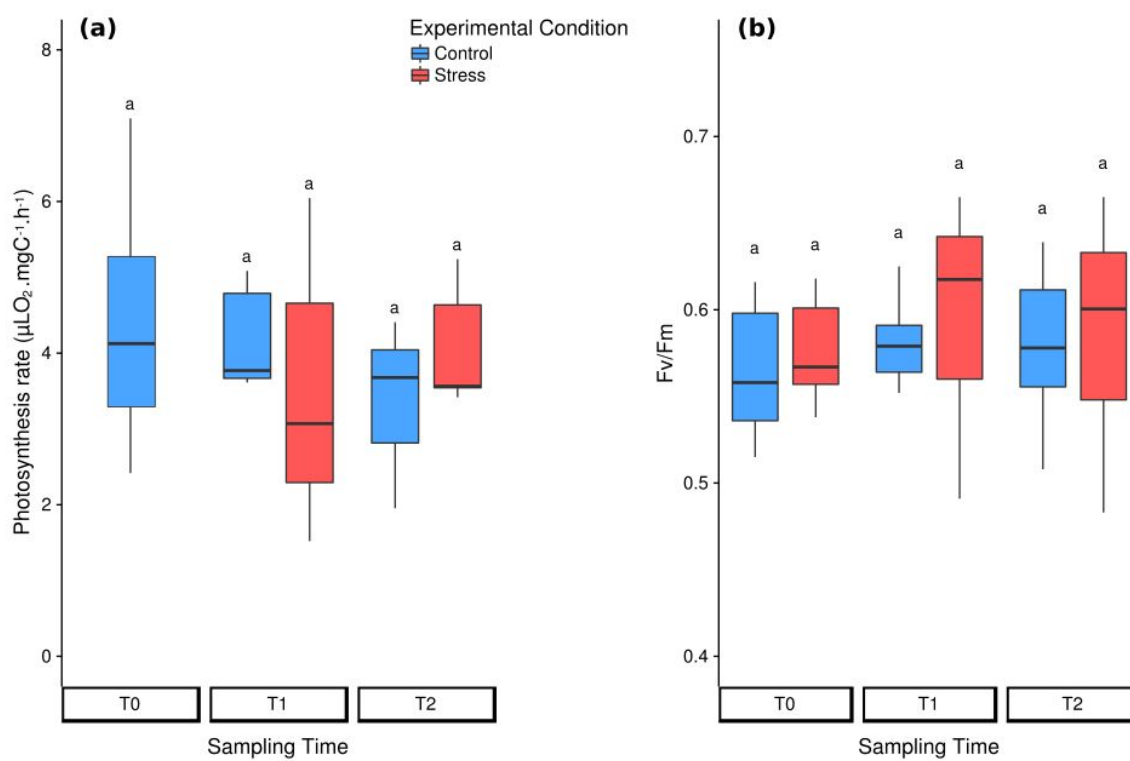 (a)
Experimental Condition
Control
Stress
Photosynthesis rate (µLO₂.mgC⁻¹.h⁻¹)
8
6
4
2
0
a
a
a
a
a
T0
T1
T2
Sampling Time
(b)
Fv/Fm
0.7
0.6
0.5
0.4
a
a
a
a
a
a
T0
T1
T2
Sampling Time